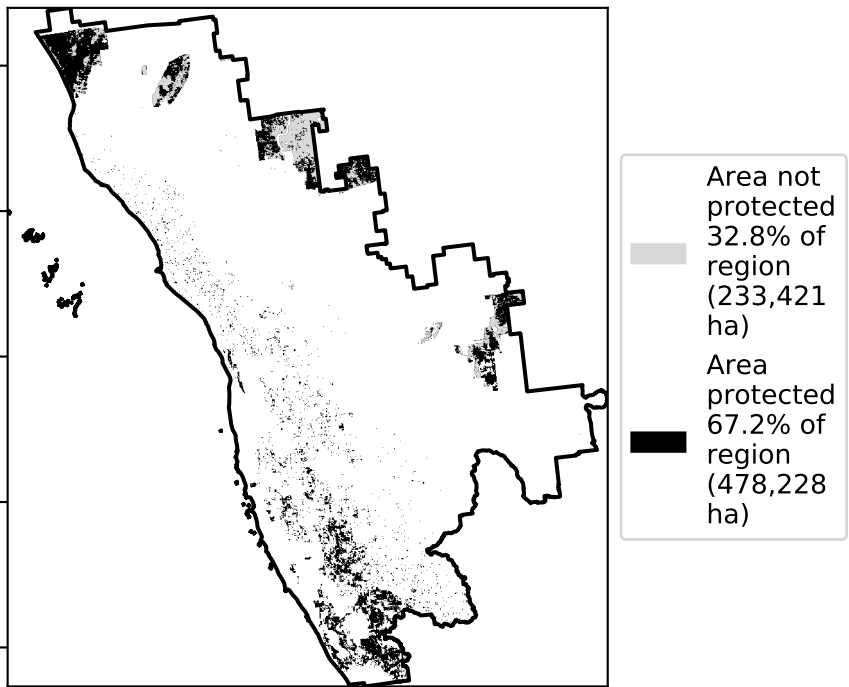 Area not
protected
32.8% of
region
(233,421
ha)
Area
protected
67.2% of
region
(478,228
ha)